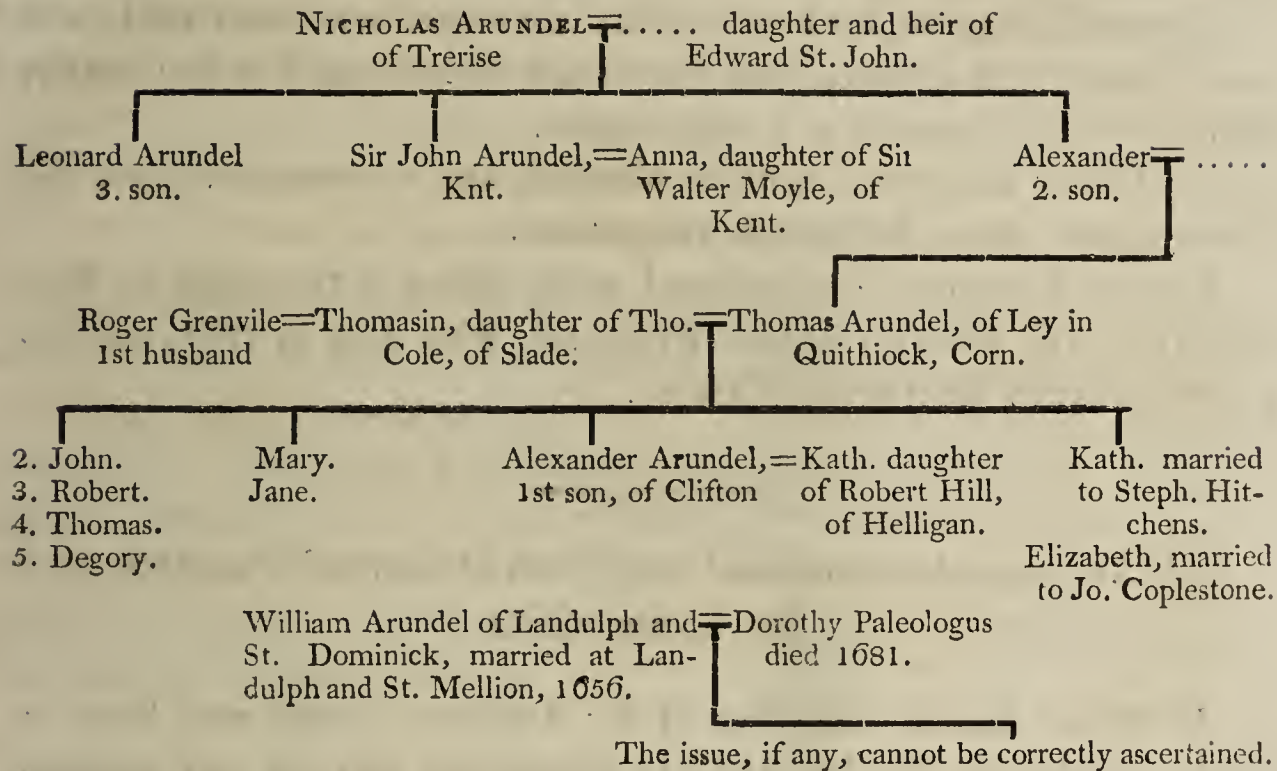 NICHOLAS ARUNDEL = ..... daughter and heir of
of Trerise Edward St. John.
Leonard Arundel
3. son.
Sir John Arundel, = Anna, daughter of Sir
Knt. Walter Moyle, of
Kent.
Alexander = .....
2. son.
Roger Grenvile = Thomasin, daughter of Tho. = Thomas Arundel, of Ley in
1st husband Cole, of Slade. Quithiock, Corn.
2. John.
3. Robert.
4. Thomas.
5. Degory.
Mary.
Jane.
Alexander Arundel, = Kath. daughter
1st son, of Clifton of Robert Hill,
of Helligan.
Kath. married
to Steph. Hit-
chens.
Elizabeth, married
to Jo. Coplestone.
William Arundel of Landulph and = Dorothy Paleologus
St. Dominick, married at Lan- died 1681.
dulph and St. Mellion, 1656.
The issue, if any, cannot be correctly ascertained.